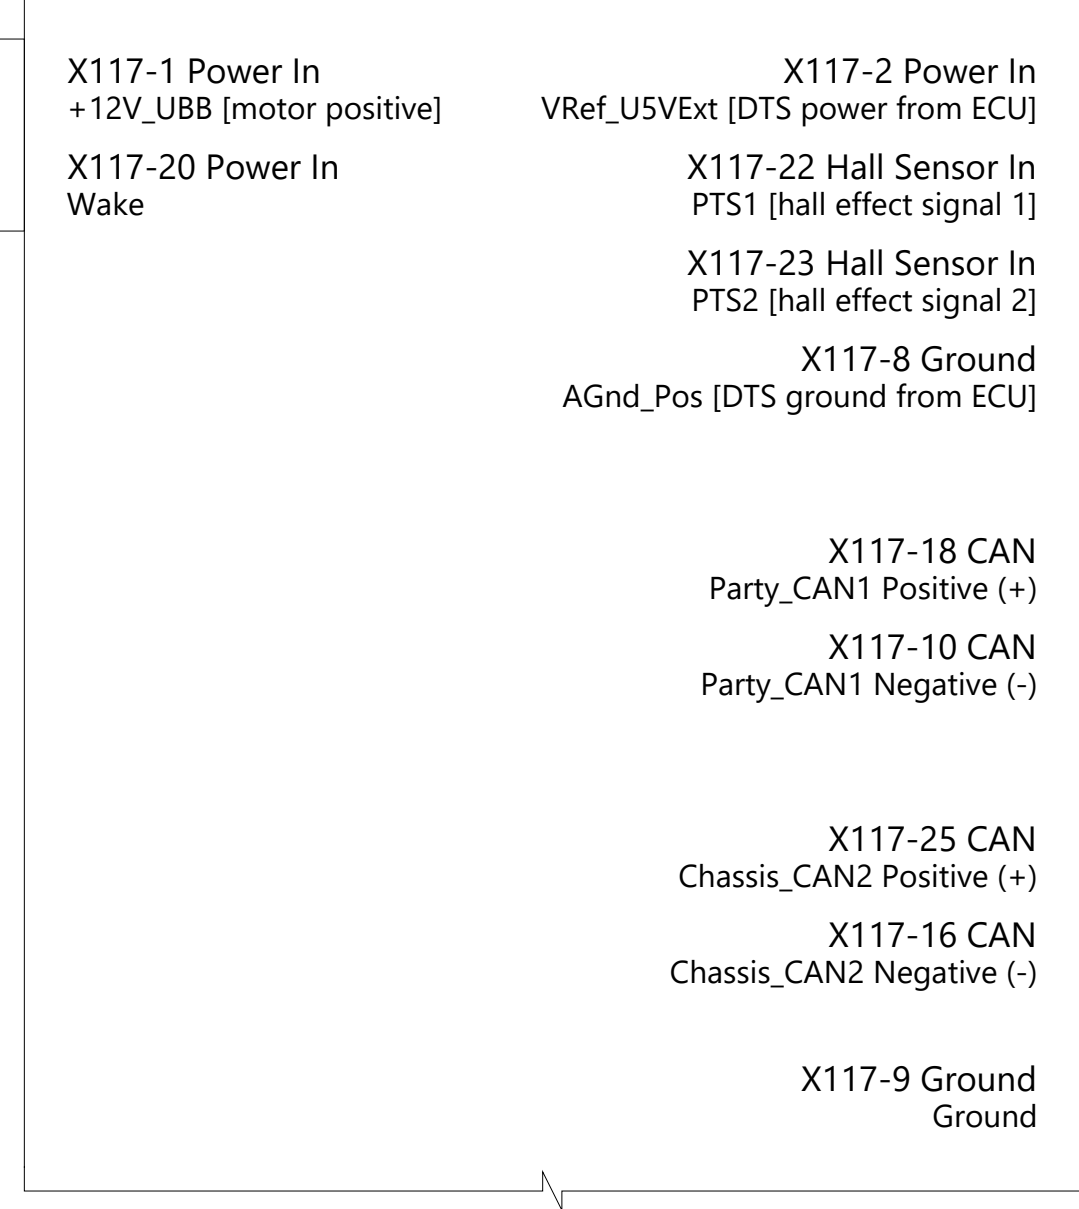 X117-1 Power In
+12V_UBB [motor positive]
X117-20 Power In
Wake
X117-2 Power In
VRef_U5VExt [DTS power from ECU]
X117-22 Hall Sensor In
PTS1 [hall effect signal 1]
X117-23 Hall Sensor In
PTS2 [hall effect signal 2]
X117-8 Ground
AGnd_Pos [DTS ground from ECU]
X117-18 CAN
Party_CAN1 Positive (+)
X117-10 CAN
Party_CAN1 Negative (-)
X117-25 CAN
Chassis_CAN2 Positive (+)
X117-16 CAN
Chassis_CAN2 Negative (-)
X117-9 Ground
Ground